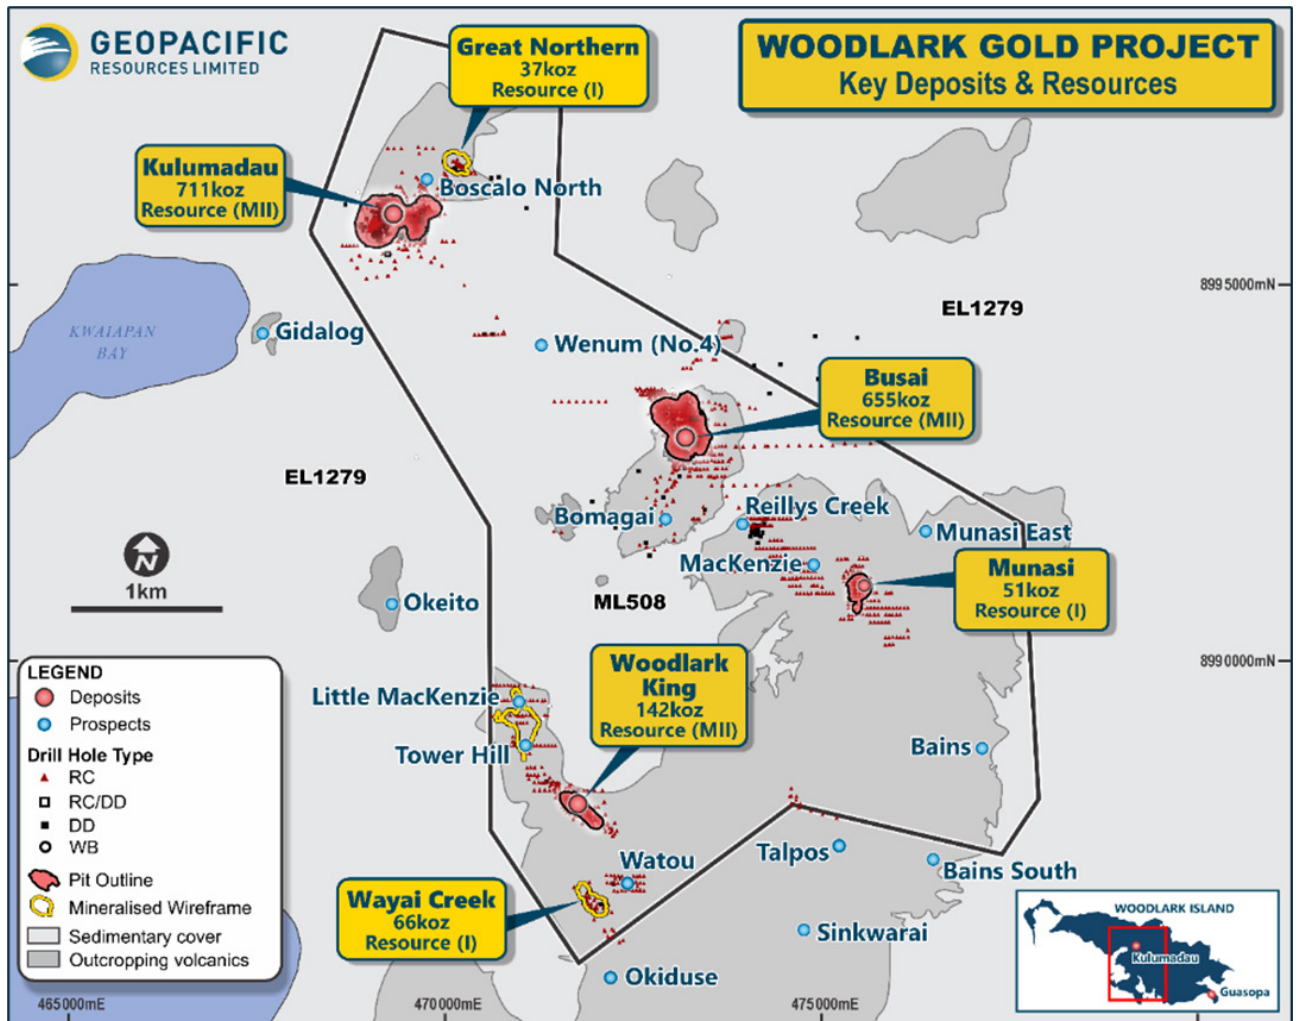 GEOPACIFIC
RESOURCES LIMITED
WOODLARK GOLD PROJECT
Key Deposits & Resources
Great Northern
37koz
Resource (I)
Kulumadau
711koz
Resource (MII)
Boscalo North
8995000mN
EL1279
KWAIAPAN
BAY
Gidalog
Wenum (No.4)
Busai
655koz
Resource (MII)
EL1279
Bomagai
Reillys Creek
Munasi East
MacKenzie
Munasi
51koz
Resource (I)
N
1km
Okeito
ML508
8990000mN
Woodlark
King
142koz
Resource (MII)
Little MacKenzie
Tower Hill
Bains
LEGEND
Deposits
Prospects
Drill Hole Type
RC
RC/DD
DD
WB
Pit Outline
Mineralised Wireframe
Sedimentary cover
Outcropping volcanics
Watou
Talpos
Bains South
Wayai Creek
66koz
Resource (I)
Sinkwarai
Okiduse
WOODLARK ISLAND
Kulumadau
Guasopa
465000mE
470000mE
475000mE